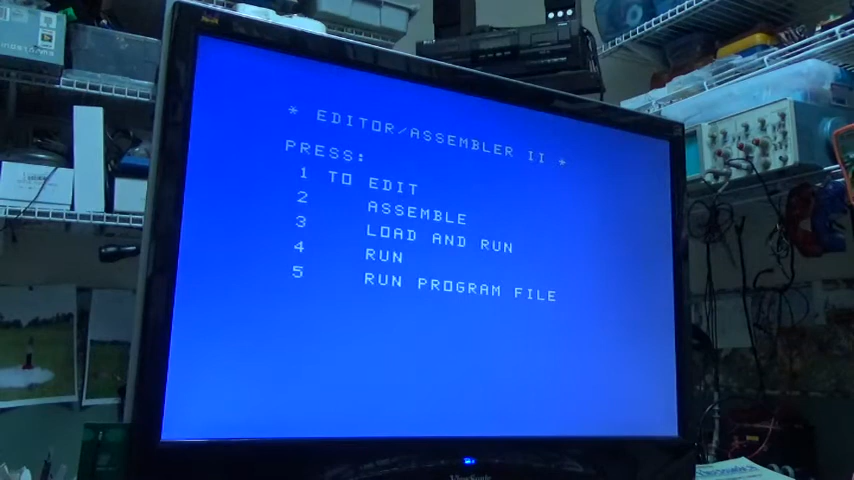 * EDITOR/ASSEMBLER II *
PRESS:
1 TO EDIT
2 ASSEMBLE
3 LOAD AND RUN
4 RUN
5 RUN PROGRAM FILE
ViewSonic